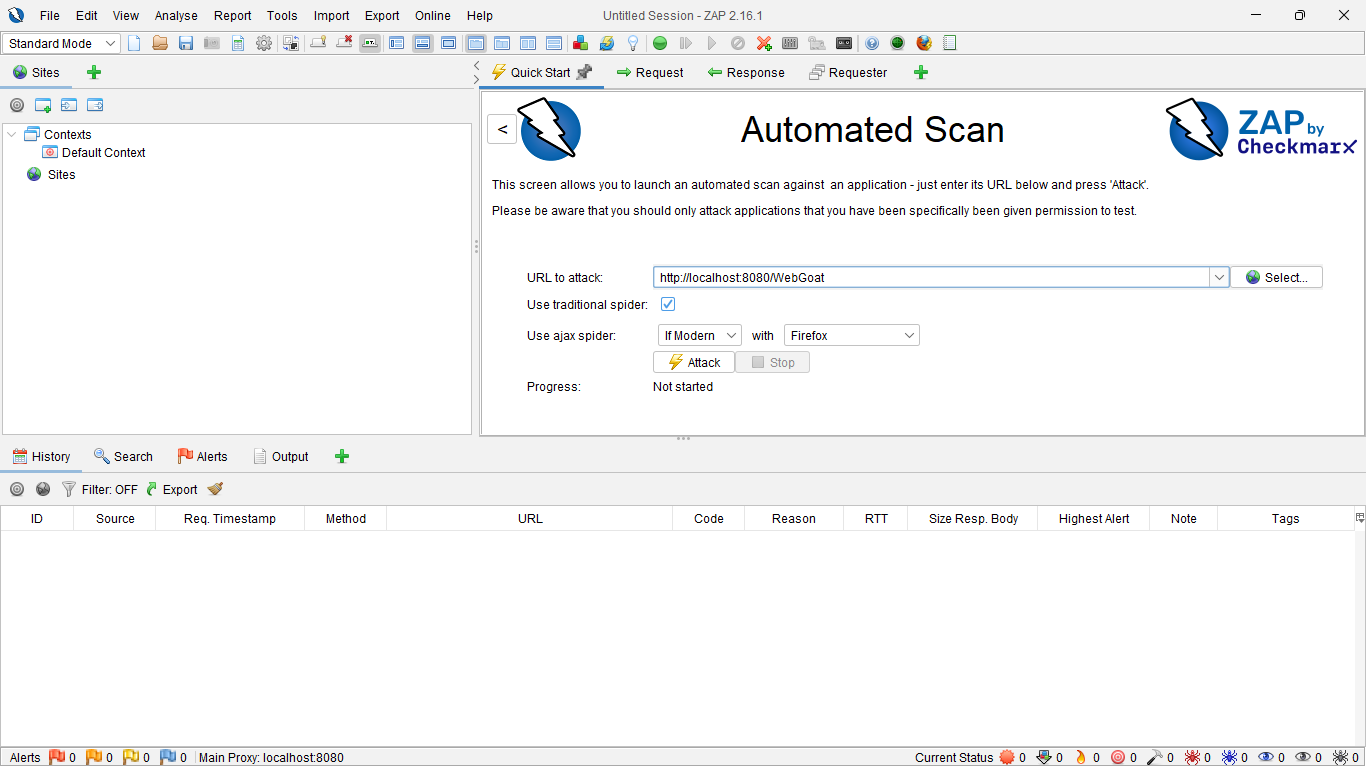 File Edit View Analyse Report Tools Import Export Online Help Untitled Session - ZAP 2.16.1
Standard Mode
Sites Quick Start Request Response Requester
Contexts
Default Context
Sites
<
Automated Scan
ZAP by
Checkmarx
This screen allows you to launch an automated scan against an application - just enter its URL below and press 'Attack'.
Please be aware that you should only attack applications that you have been specifically been given permission to test.
URL to attack: http://localhost:8080/WebGoat Select...
Use traditional spider:
Use ajax spider: If Modern with Firefox
Attack Stop
Progress: Not started
History Search Alerts Output
Filter: OFF Export
ID Source Req. Timestamp Method URL Code Reason RTT Size Resp. Body Highest Alert Note Tags
Alerts 0 0 0 0 Main Proxy: localhost:8080 Current Status 0 0 0 0 0 0 0 0 0 0